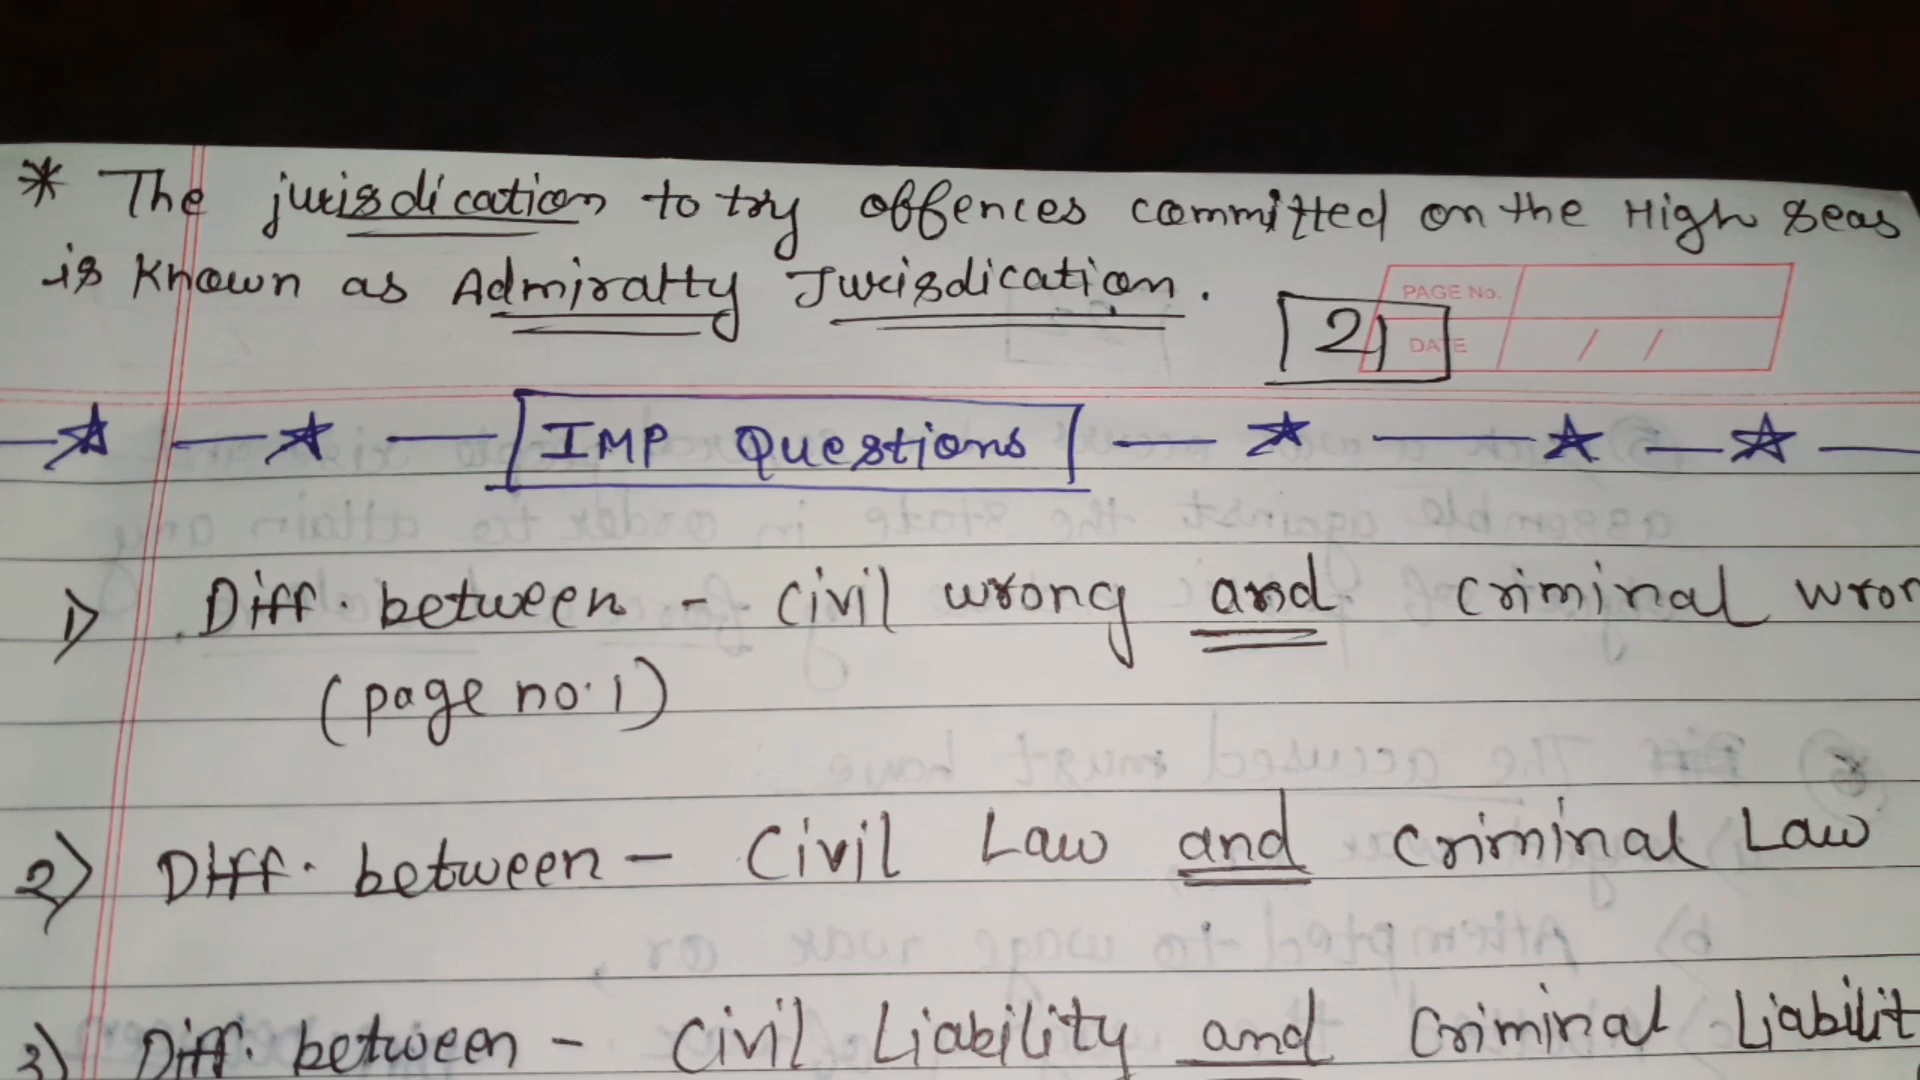 * The jurisdication to try offences committed on the High seas
is Known as Admiralty Jurisdication.
PAGE No.
2
DATE / /
IMP Questions
1) Diff. between - Civil wrong and Criminal wron
(page no. 1)
2) Diff. between - Civil Law and Criminal Law
3) Diff. between - Civil Liability and Criminal Liabilit